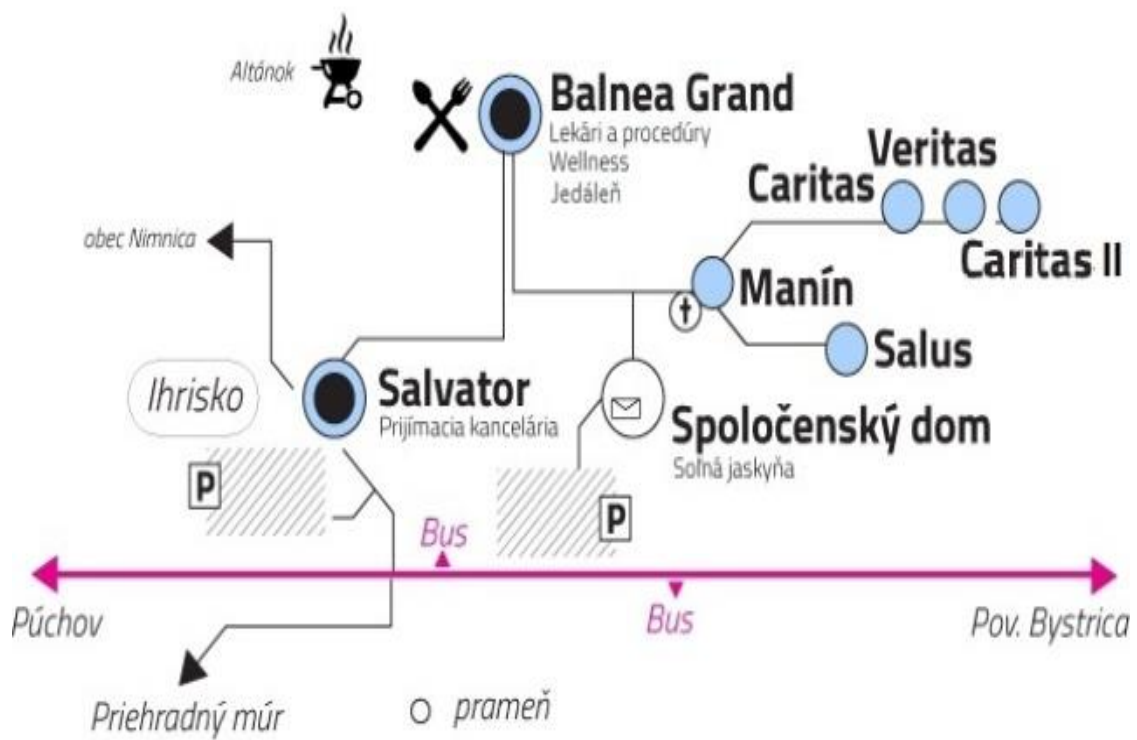 Altánok
Balnea Grand
Lekári a procedúry
Wellness
Jedáleň
Veritas
Caritas
Caritas II
obec Nimnica
Manín
Salus
Ihrisko
Salvator
Prijímacia kancelária
Spoločenský dom
Soľná jaskyňa
P
P
Bus
Bus
Púchov
Pov. Bystrica
Priehradný múr
prameň